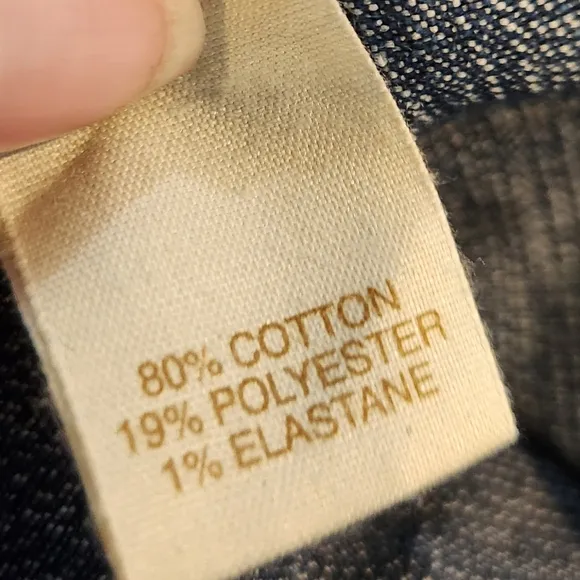 80% COTTON
19% POLYESTER
1% ELASTANE